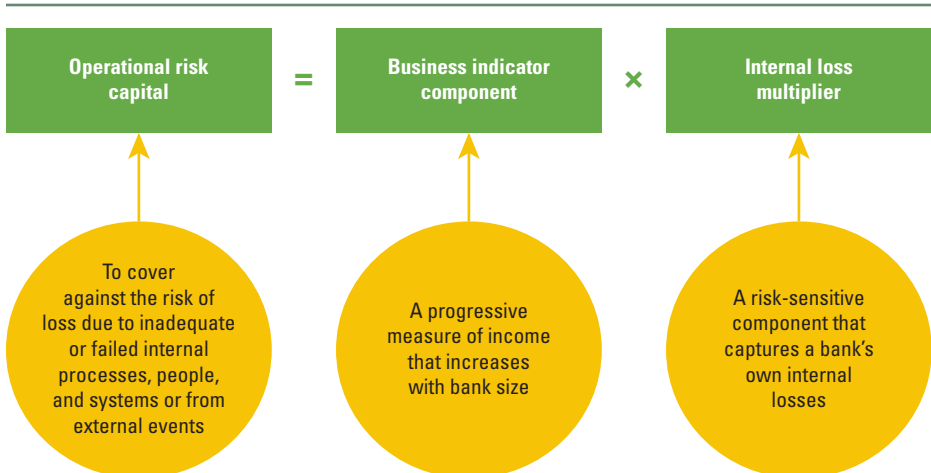 Operational risk
capital
=
Business indicator
component
×
Internal loss
multiplier
To cover
against the risk of
loss due to inadequate
or failed internal
processes, people,
and systems or from
external events
A progressive
measure of income
that increases
with bank size
A risk-sensitive
component that
captures a bank's
own internal
losses